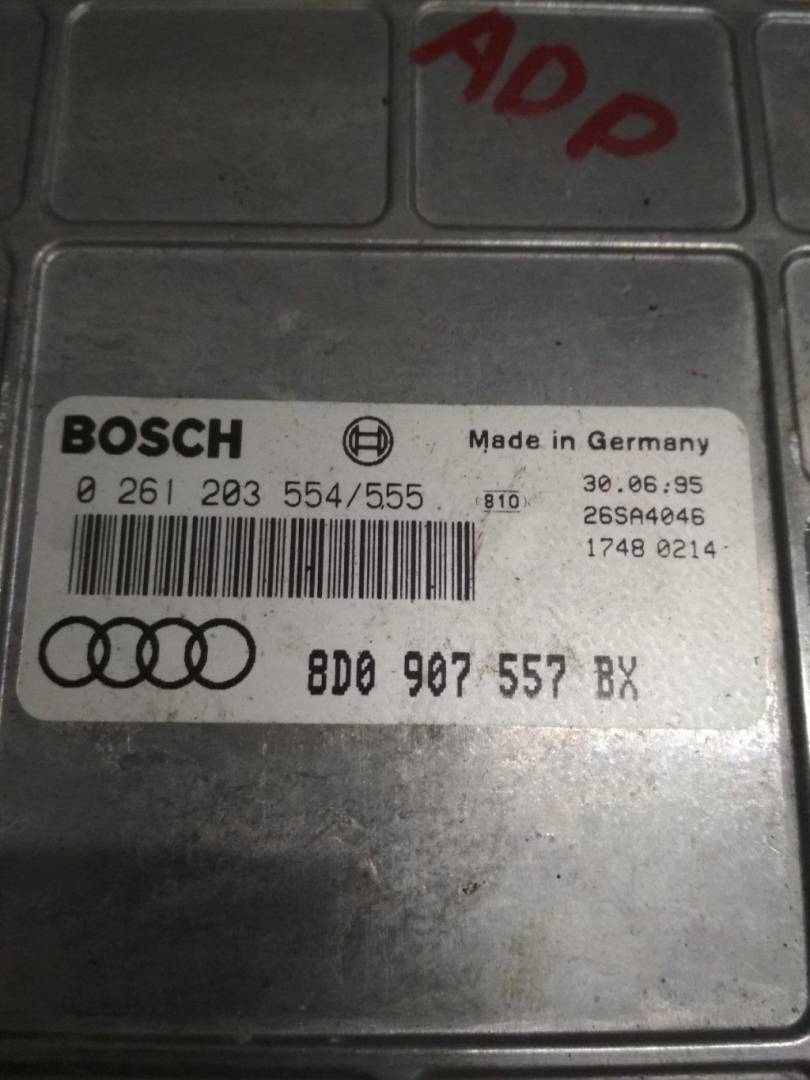 ADP
BOSCH
Made in Germany
0 261 203 554/555
810
30.06.95
26SA4046
1748 0214
8D0 907 557 BX